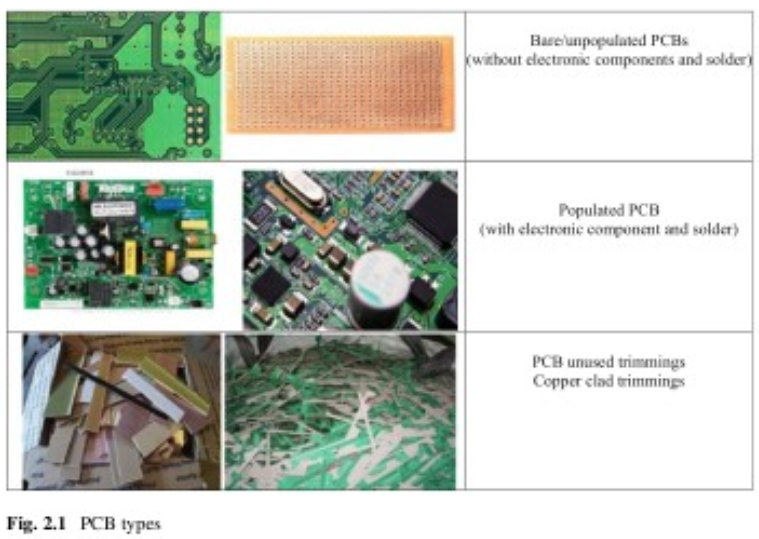 Bare/unpopulated PCBs
(without electronic components and solder)
Populated PCB
(with electronic component and solder)
PCB unused trimmings
Copper clad trimmings
Fig. 2.1 PCB types